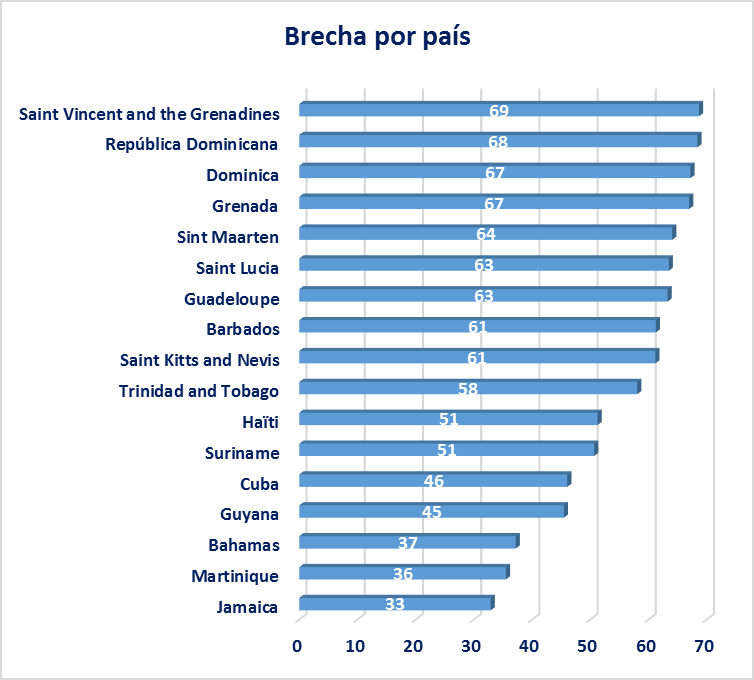 Brecha por país
Saint Vincent and the Grenadines 69
República Dominicana 68
Dominica 67
Grenada 67
Sint Maarten 64
Saint Lucia 63
Guadeloupe 63
Barbados 61
Saint Kitts and Nevis 61
Trinidad and Tobago 58
Haïti 51
Suriname 51
Cuba 46
Guyana 45
Bahamas 37
Martinique 36
Jamaica 33
0 10 20 30 40 50 60 70